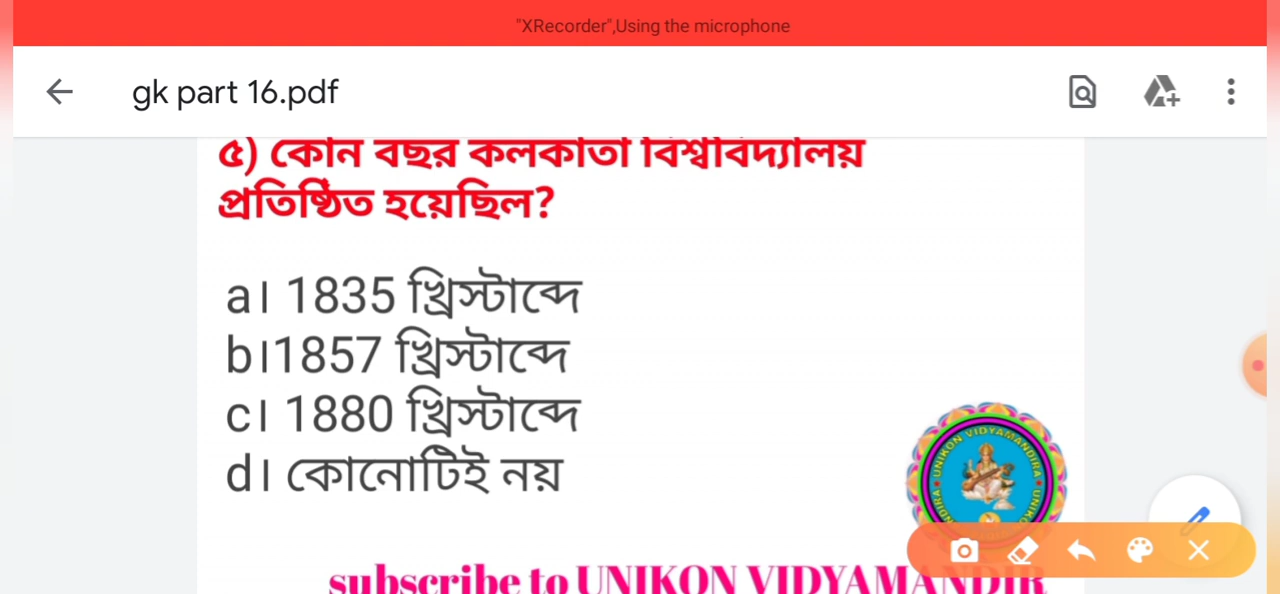 "XRecorder",Using the microphone
gk part 16.pdf
৫) কোন বছর কলকাতা বিশ্ববিদ্যালয়
প্রতিষ্ঠিত হয়েছিল?
a। 1835 খ্রিস্টাব্দে
b।1857 খ্রিস্টাব্দে
c। 1880 খ্রিস্টাব্দে
d। কোনোটিই নয়
UNIKON VIDYAMANDIRA
subscribe to UNIKON VIDYAMANDIR